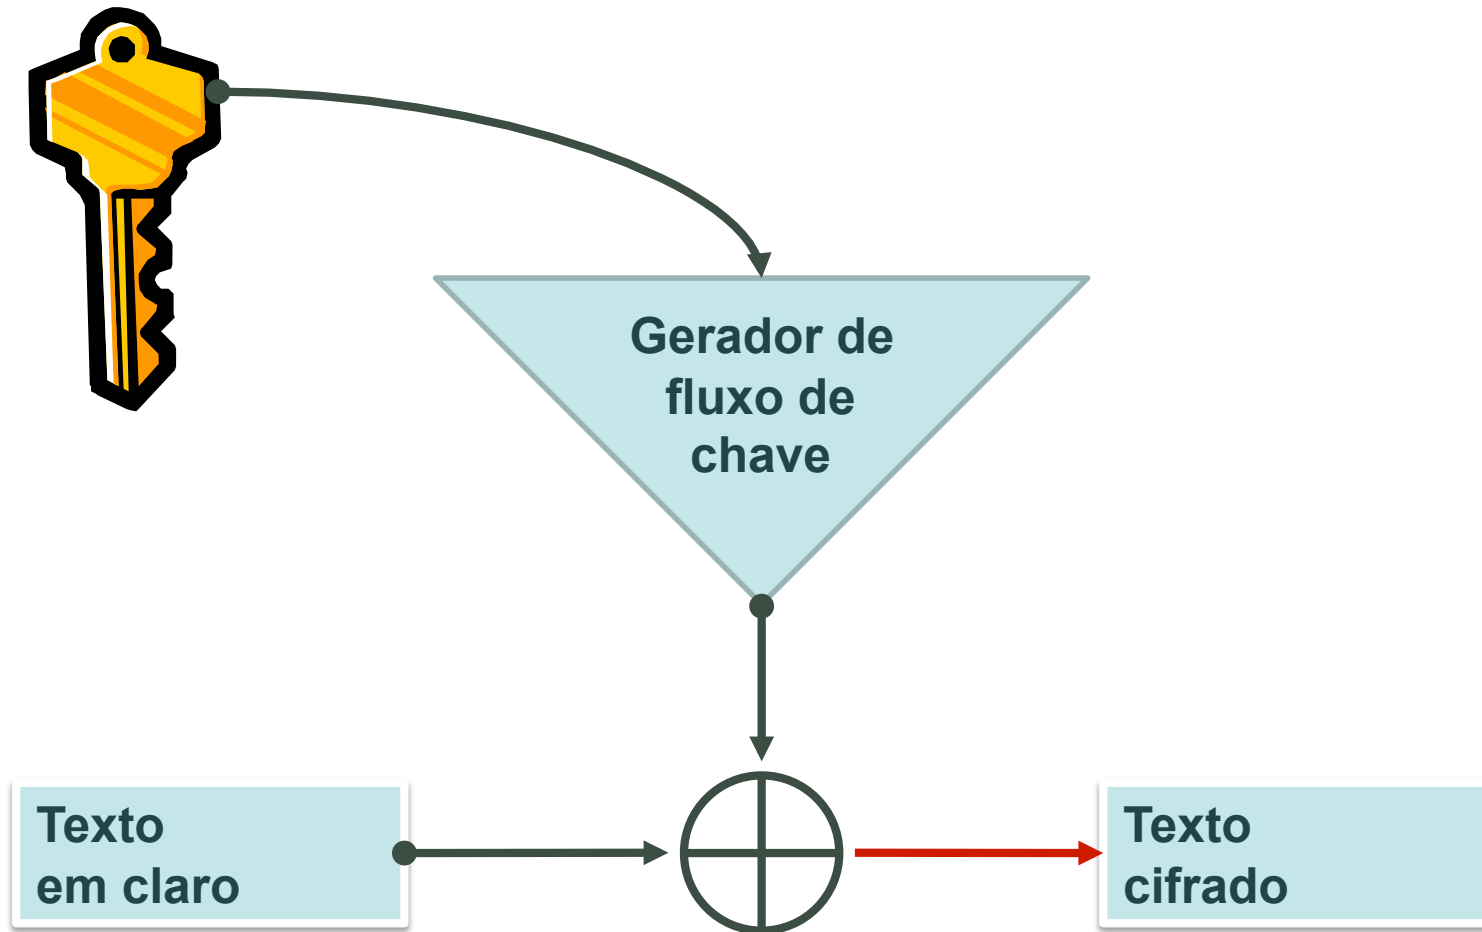 Gerador de
fluxo de
chave
Texto
em claro
Texto
cifrado